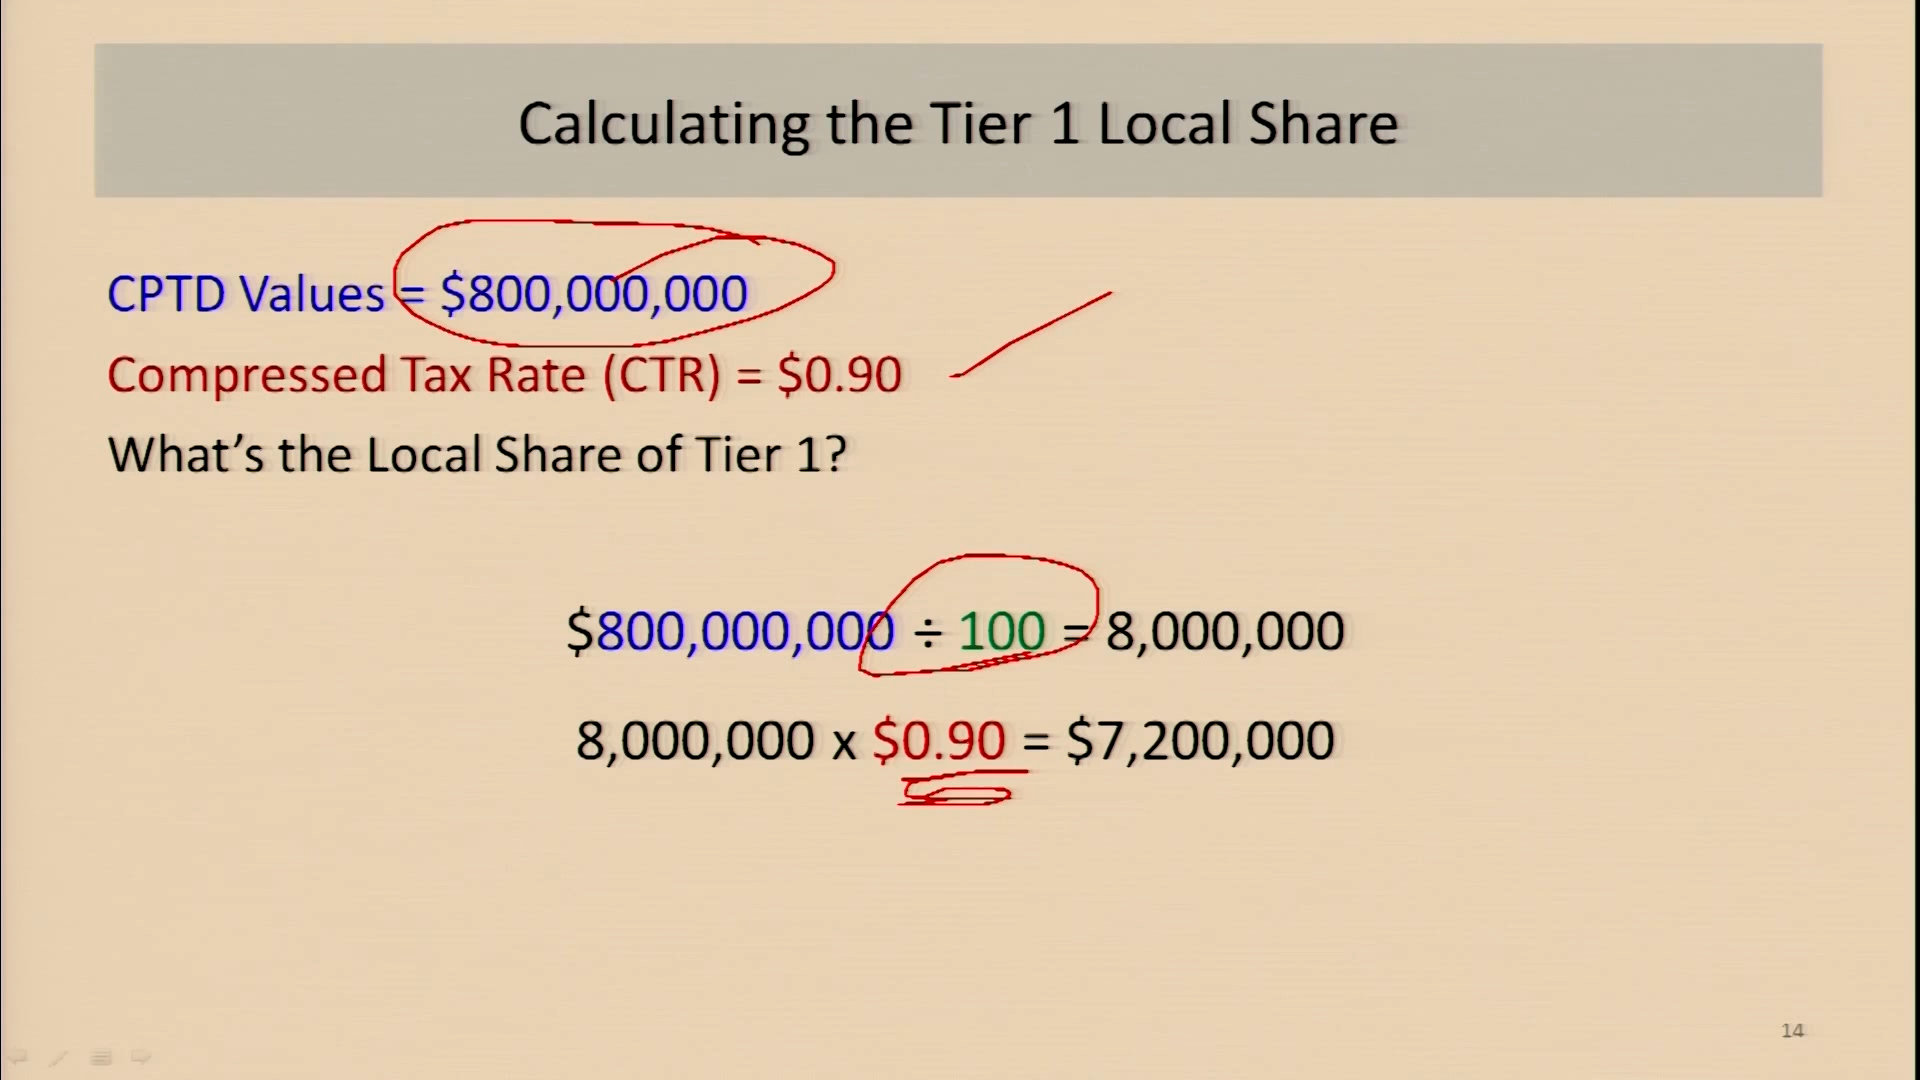 Calculating the Tier 1 Local Share
CPTD Values = $800,000,000
Compressed Tax Rate (CTR) = $0.90
What’s the Local Share of Tier 1?
$800,000,000 ÷ 100 = 8,000,000
8,000,000 x $0.90 = $7,200,000
14